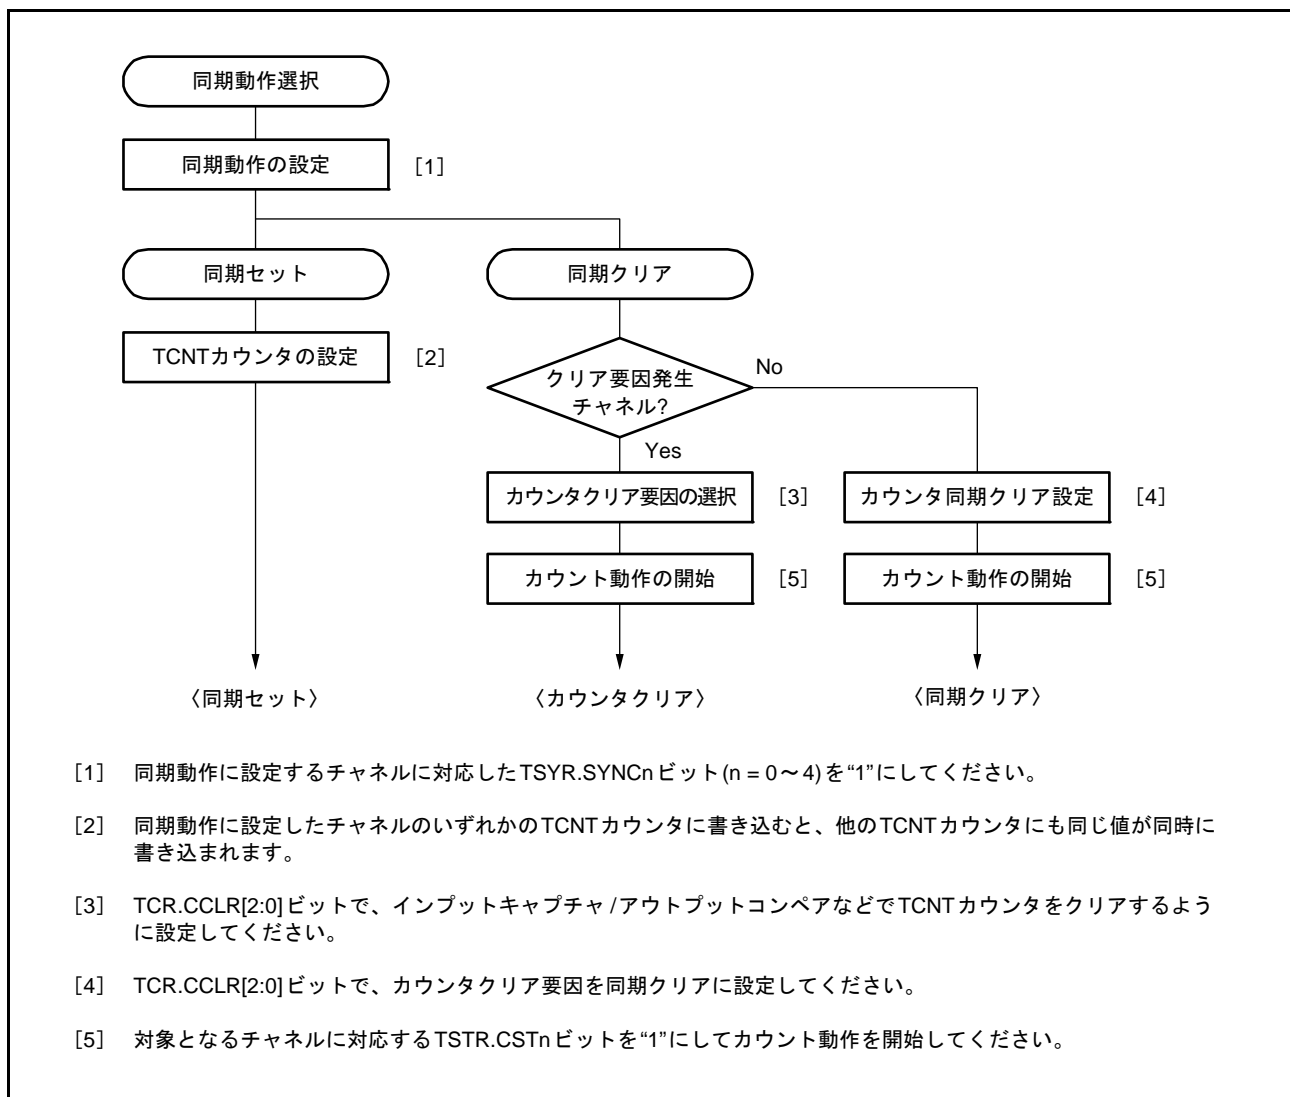 同期動作選択
同期動作の設定 [1]
同期セット 同期クリア
TCNTカウンタの設定 [2]
クリア要因発生
チャネル?
No
Yes
カウンタクリア要因の選択 [3] カウンタ同期クリア設定 [4]
カウント動作の開始 [5] カウント動作の開始 [5]
〈同期セット〉 〈カウンタクリア〉 〈同期クリア〉
[1] 同期動作に設定するチャネルに対応したTSYR.SYNCnビット(n = 0～4)を“1”にしてください。
[2] 同期動作に設定したチャネルのいずれかのTCNTカウンタに書き込むと、他のTCNTカウンタにも同じ値が同時に
書き込まれます。
[3] TCR.CCLR[2:0]ビットで、インプットキャプチャ/アウトプットコンペアなどでTCNTカウンタをクリアするよう
に設定してください。
[4] TCR.CCLR[2:0]ビットで、カウンタクリア要因を同期クリアに設定してください。
[5] 対象となるチャネルに対応するTSTR.CSTnビットを“1”にしてカウント動作を開始してください。